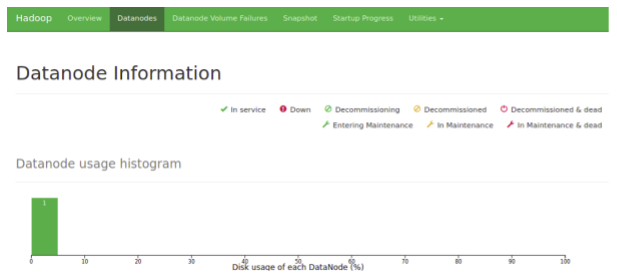 Hadoop Overview Datanodes Datanode Volume Failures Snapshot Startup Progress Utilities
Datanode Information
In service Down Decommissioning Decommissioned Decommissioned & dead
Entering Maintenance In Maintenance In Maintenance & dead
Datanode usage histogram
1
0 10 20 30 40 50 60 70 80 90 100
Disk usage of each DataNode (%)